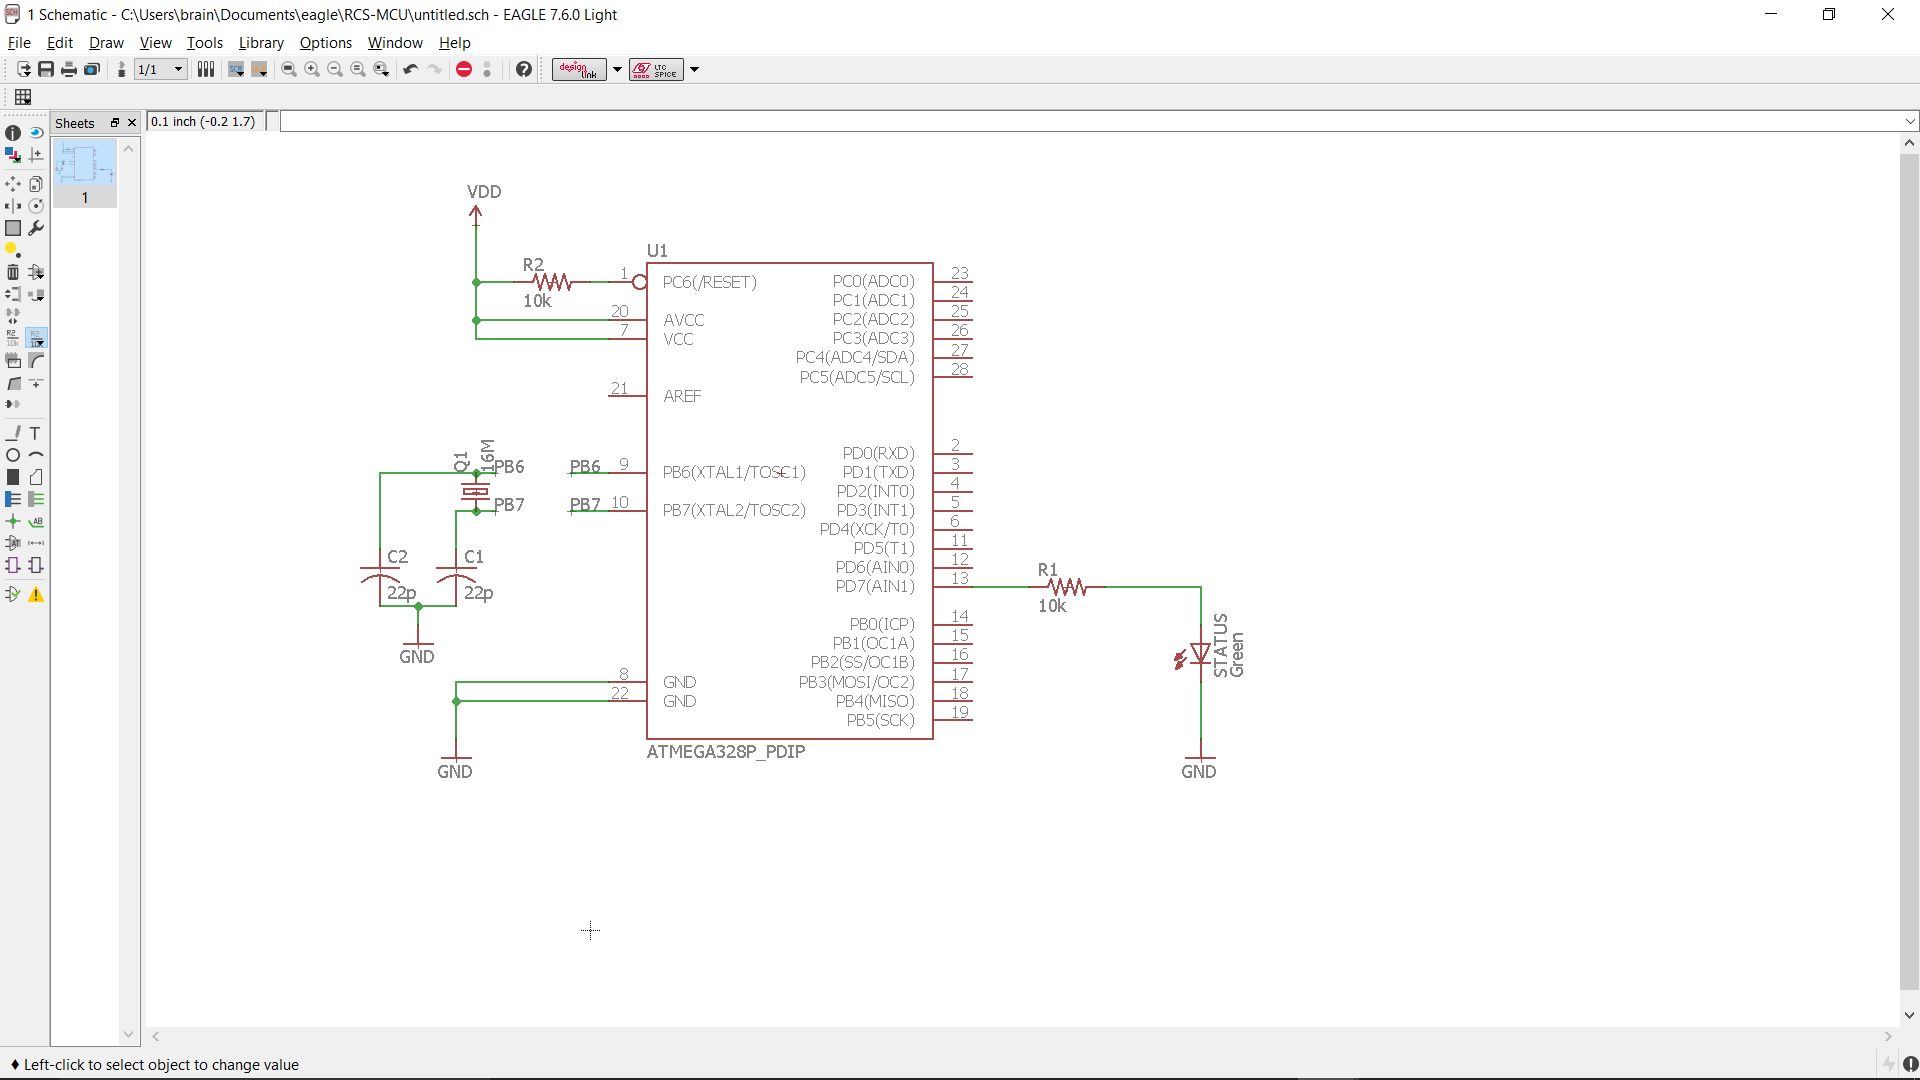 1 Schematic - C:\Users\brain\Documents\eagle\RCS-MCU\untitled.sch - EAGLE 7.6.0 Light
File Edit Draw View Tools Library Options Window Help
1/1
SCR
design link
LTC SPICE
Sheets
0.1 inch (-0.2 1.7)
1
VDD
U1
R2
10k
1 PC6(/RESET)
20 AVCC
7 VCC
21 AREF
9 PB6(XTAL1/TOSC1)
10 PB7(XTAL2/TOSC2)
8 GND
22 GND
PC0(ADC0) 23
PC1(ADC1) 24
PC2(ADC2) 25
PC3(ADC3) 26
PC4(ADC4/SDA) 27
PC5(ADC5/SCL) 28
PD0(RXD) 2
PD1(TXD) 3
PD2(INT0) 4
PD3(INT1) 5
PD4(XCK/T0) 6
PD5(T1) 11
PD6(AIN0) 12
PD7(AIN1) 13
PB0(ICP) 14
PB1(OC1A) 15
PB2(SS/OC1B) 16
PB3(MOSI/OC2) 17
PB4(MISO) 18
PB5(SCK) 19
ATMEGA328P_PDIP
Q1
16M
PB6 PB6
PB7 PB7
C2 C1
22p 22p
GND
GND
R1
10k
STATUS
Green
GND
Left-click to select object to change value